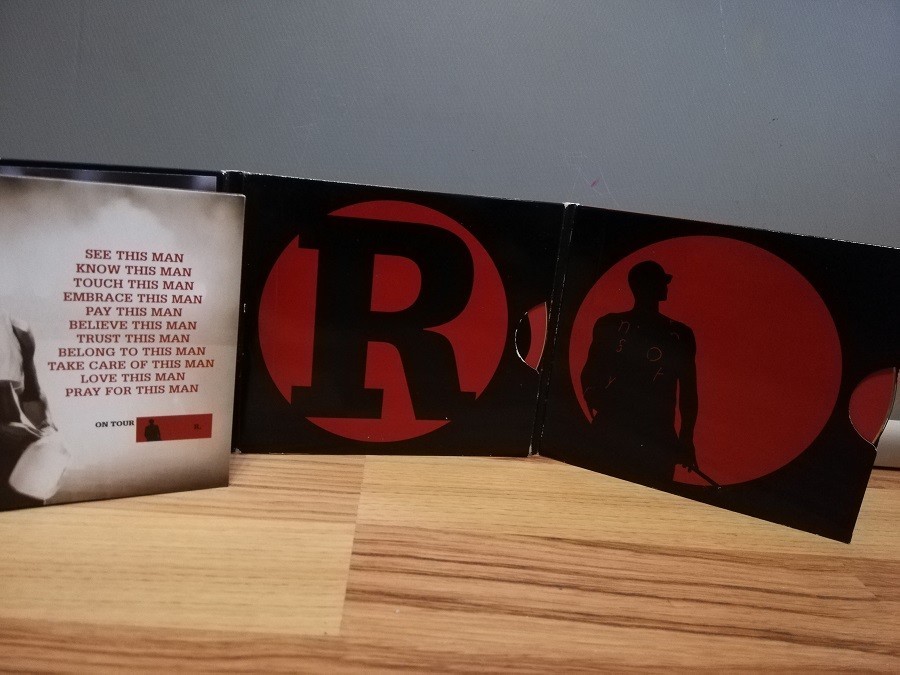 SEE THIS MAN
KNOW THIS MAN
TOUCH THIS MAN
EMBRACE THIS MAN
PAY THIS MAN
BELIEVE THIS MAN
TRUST THIS MAN
BELONG TO THIS MAN
TAKE CARE OF THIS MAN
LOVE THIS MAN
PRAY FOR THIS MAN
ON TOUR
R.
R